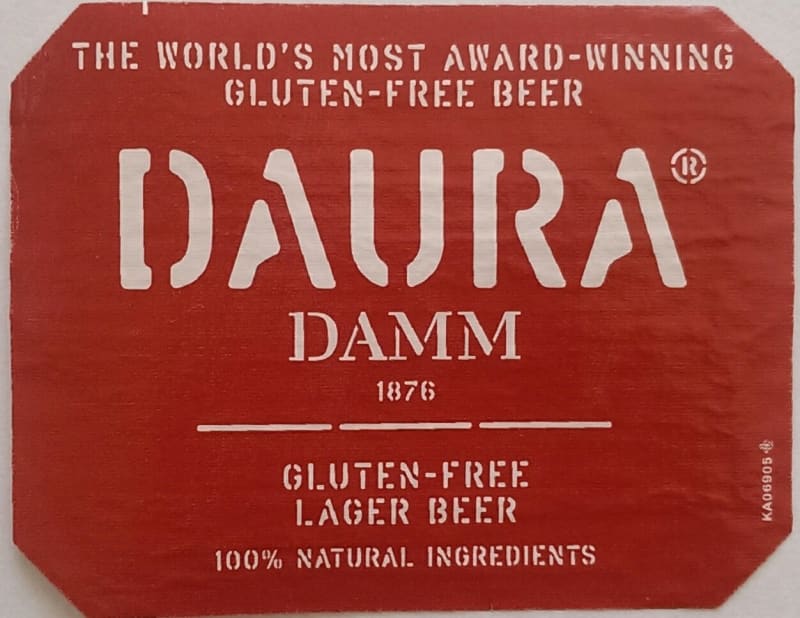 THE WORLD'S MOST AWARD-WINNING
GLUTEN-FREE BEER
DAURA®
DAMM
1876
GLUTEN-FREE
LAGER BEER
100% NATURAL INGREDIENTS
KA06905